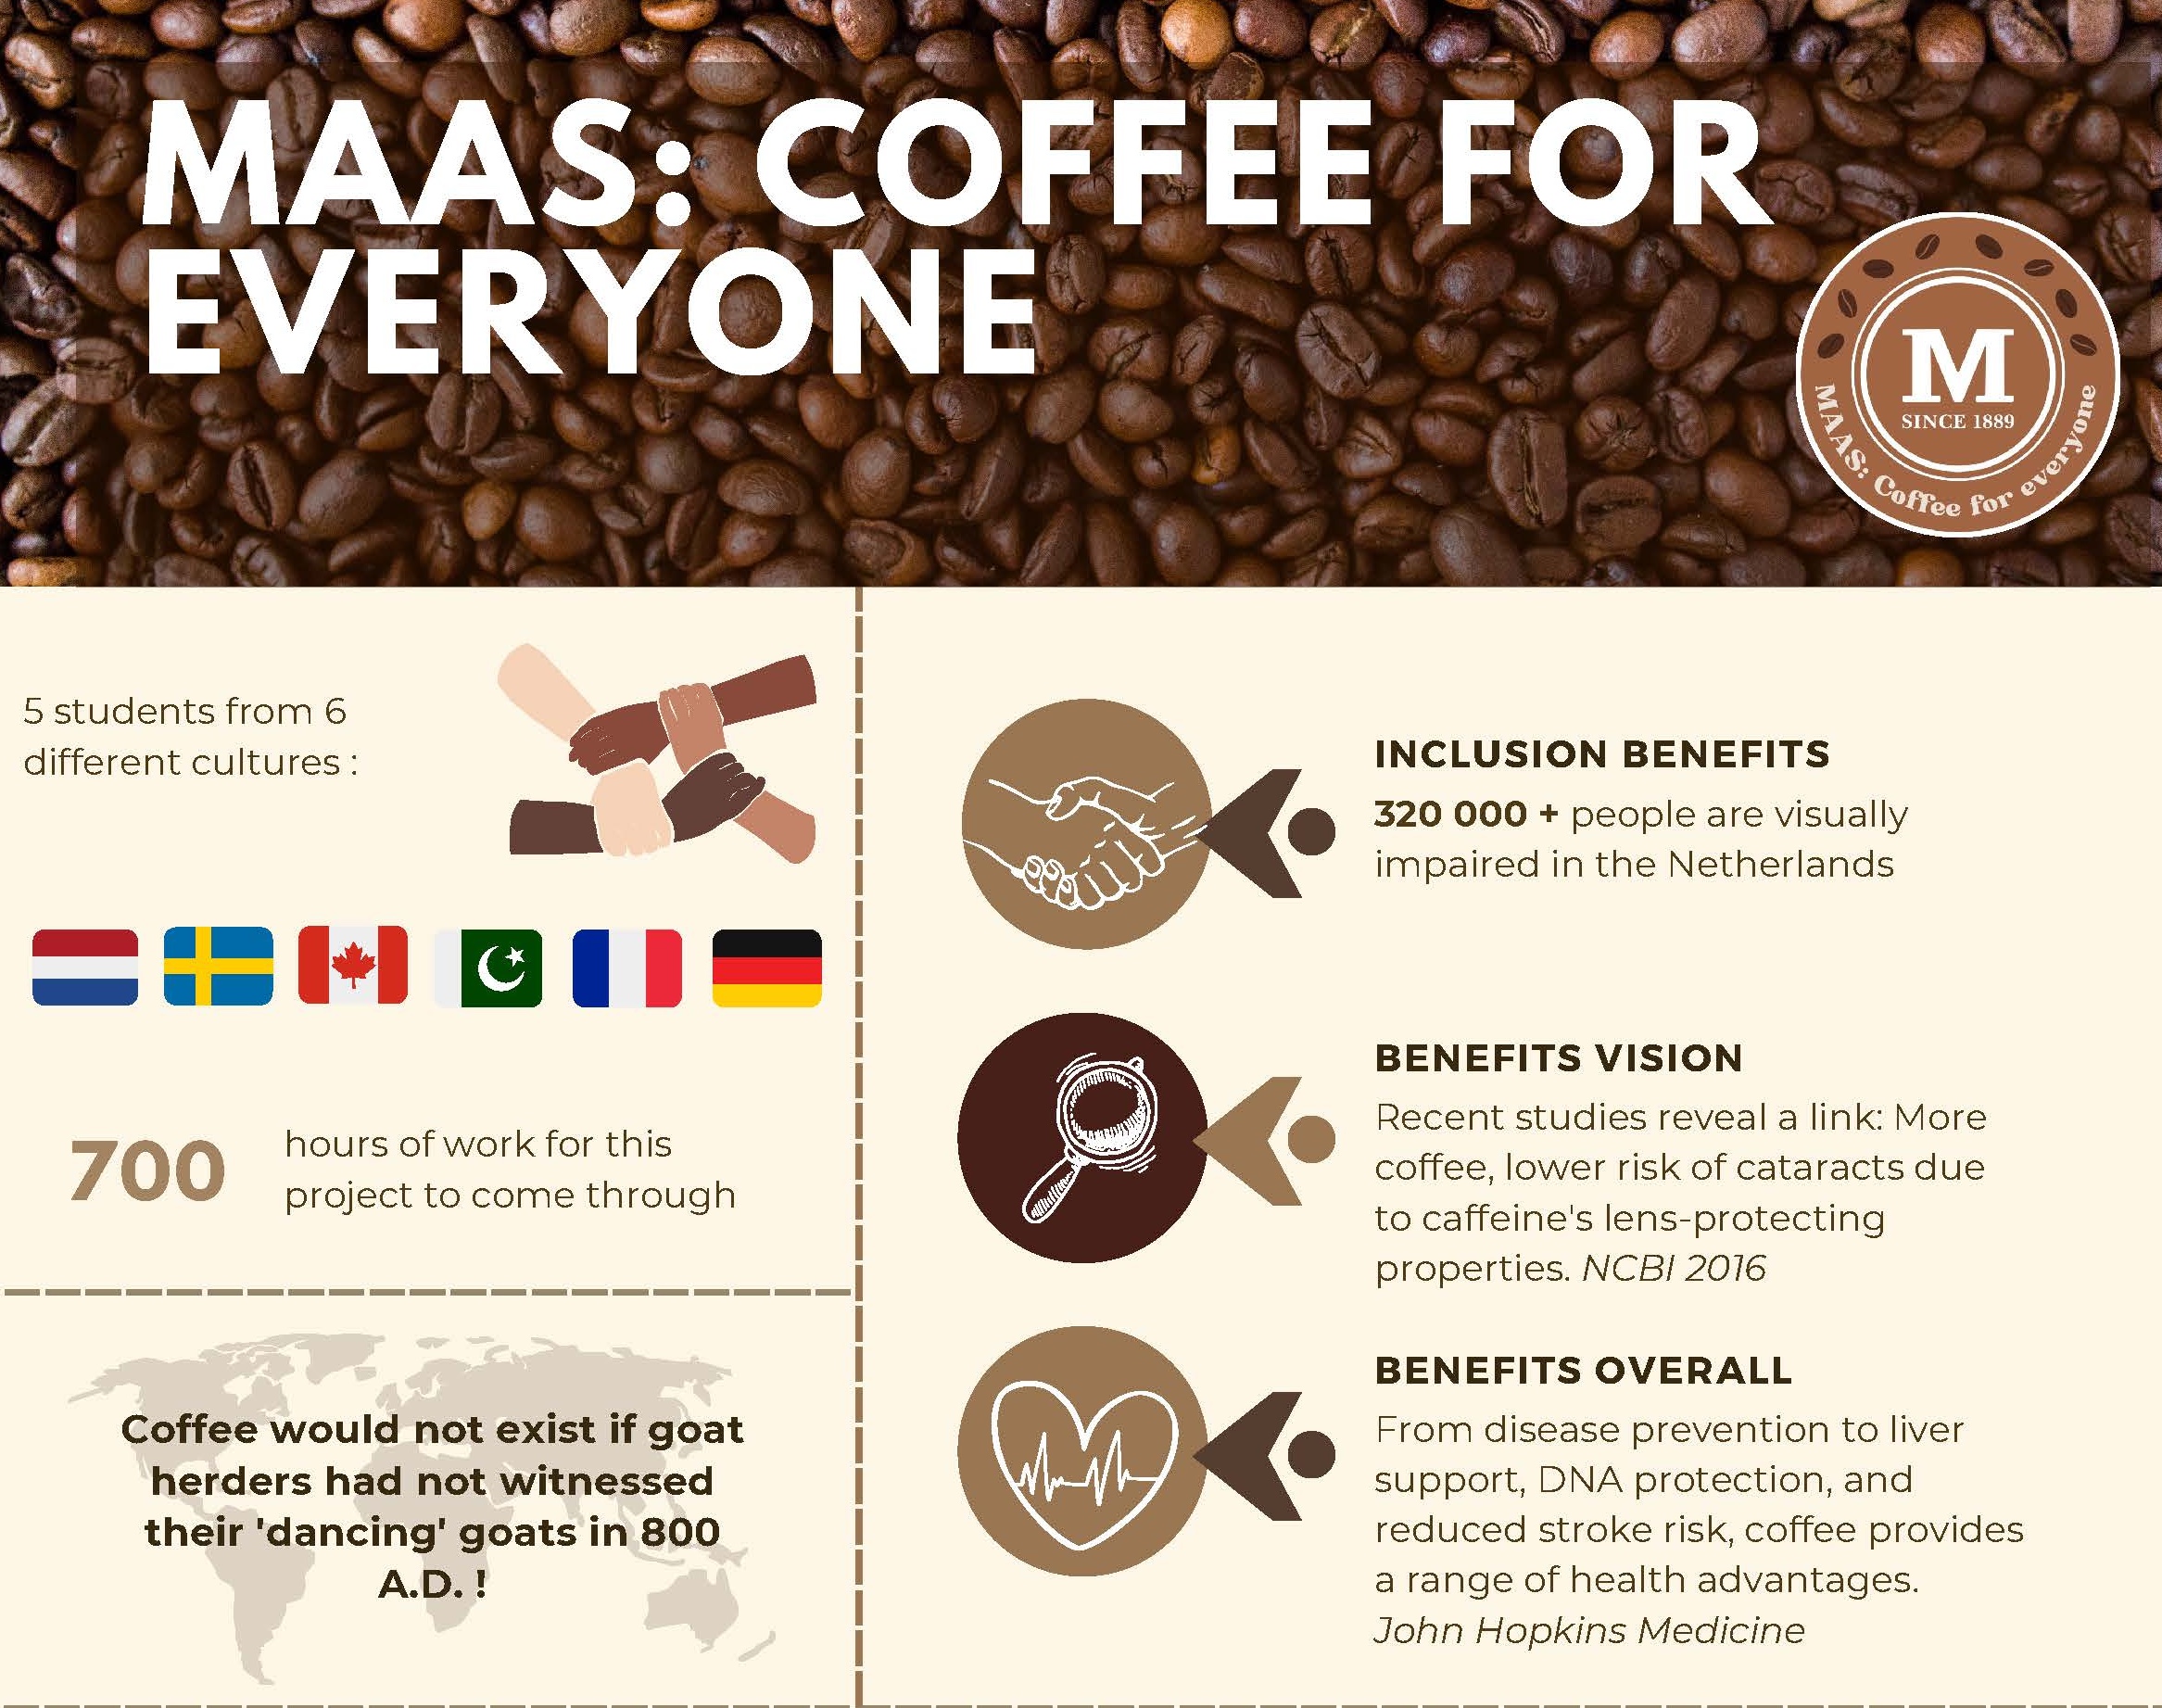 MAAS: COFFEE FOR
EVERYONE
M
SINCE 1889
MAAS: Coffee for everyone
5 students from 6
different cultures :
700
hours of work for this
project to come through
Coffee would not exist if goat
herders had not witnessed
their 'dancing' goats in 800
A.D. !
INCLUSION BENEFITS
320 000 + people are visually
impaired in the Netherlands
BENEFITS VISION
Recent studies reveal a link: More
coffee, lower risk of cataracts due
to caffeine's lens-protecting
properties. NCBI 2016
BENEFITS OVERALL
From disease prevention to liver
support, DNA protection, and
reduced stroke risk, coffee provides
a range of health advantages.
John Hopkins Medicine